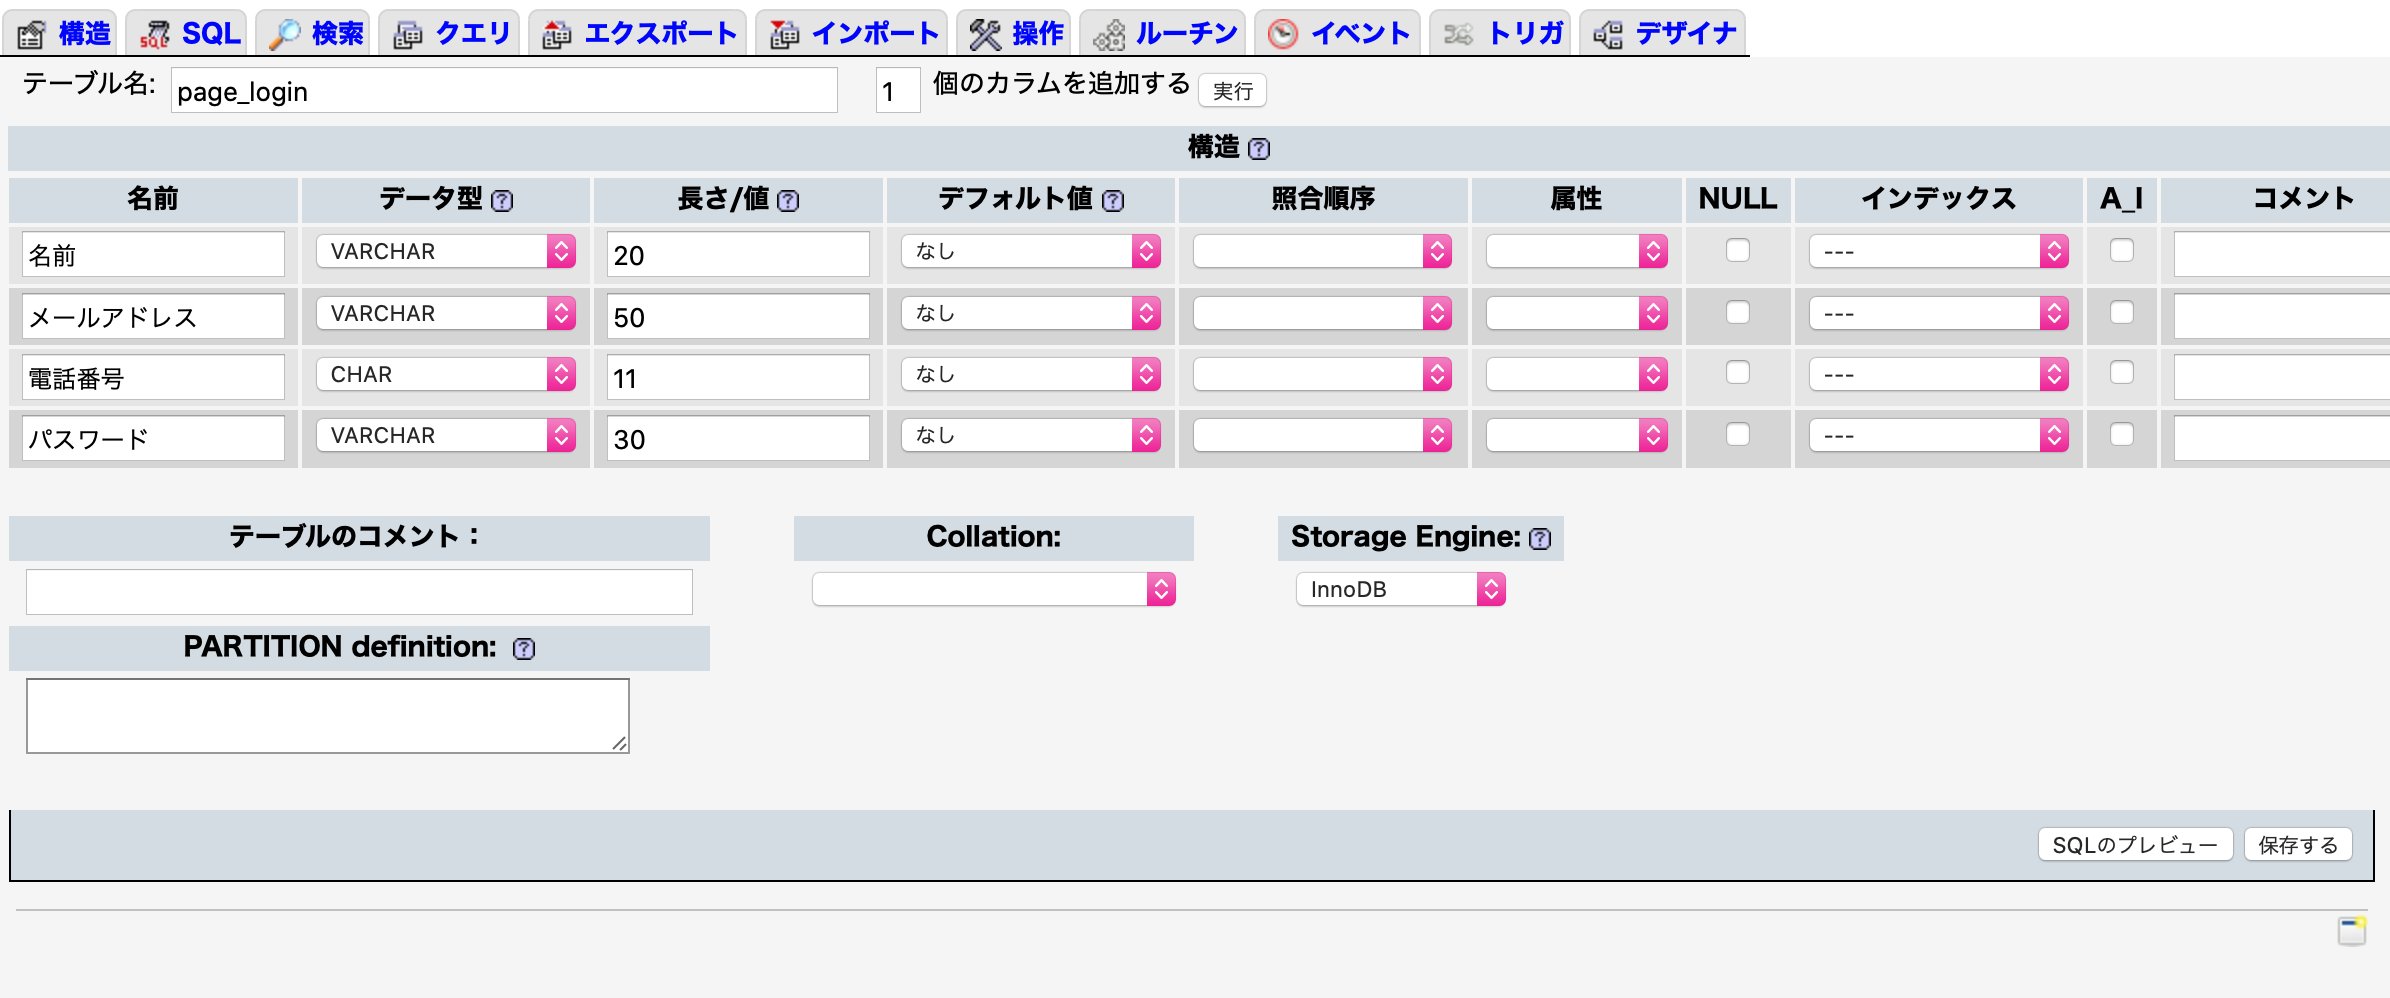 構造 SQL 検索 クエリ エクスポート インポート 操作 ルーチン イベント トリガ デザイナ
テーブル名: page_login 1 個のカラムを追加する 実行
構造
名前 データ型 長さ/値 デフォルト値 照合順序 属性 NULL インデックス A_I コメント
名前 VARCHAR 20 なし ---
メールアドレス VARCHAR 50 なし ---
電話番号 CHAR 11 なし ---
パスワード VARCHAR 30 なし ---
テーブルのコメント： Collation: Storage Engine:
InnoDB
PARTITION definition:
SQLのプレビュー 保存する